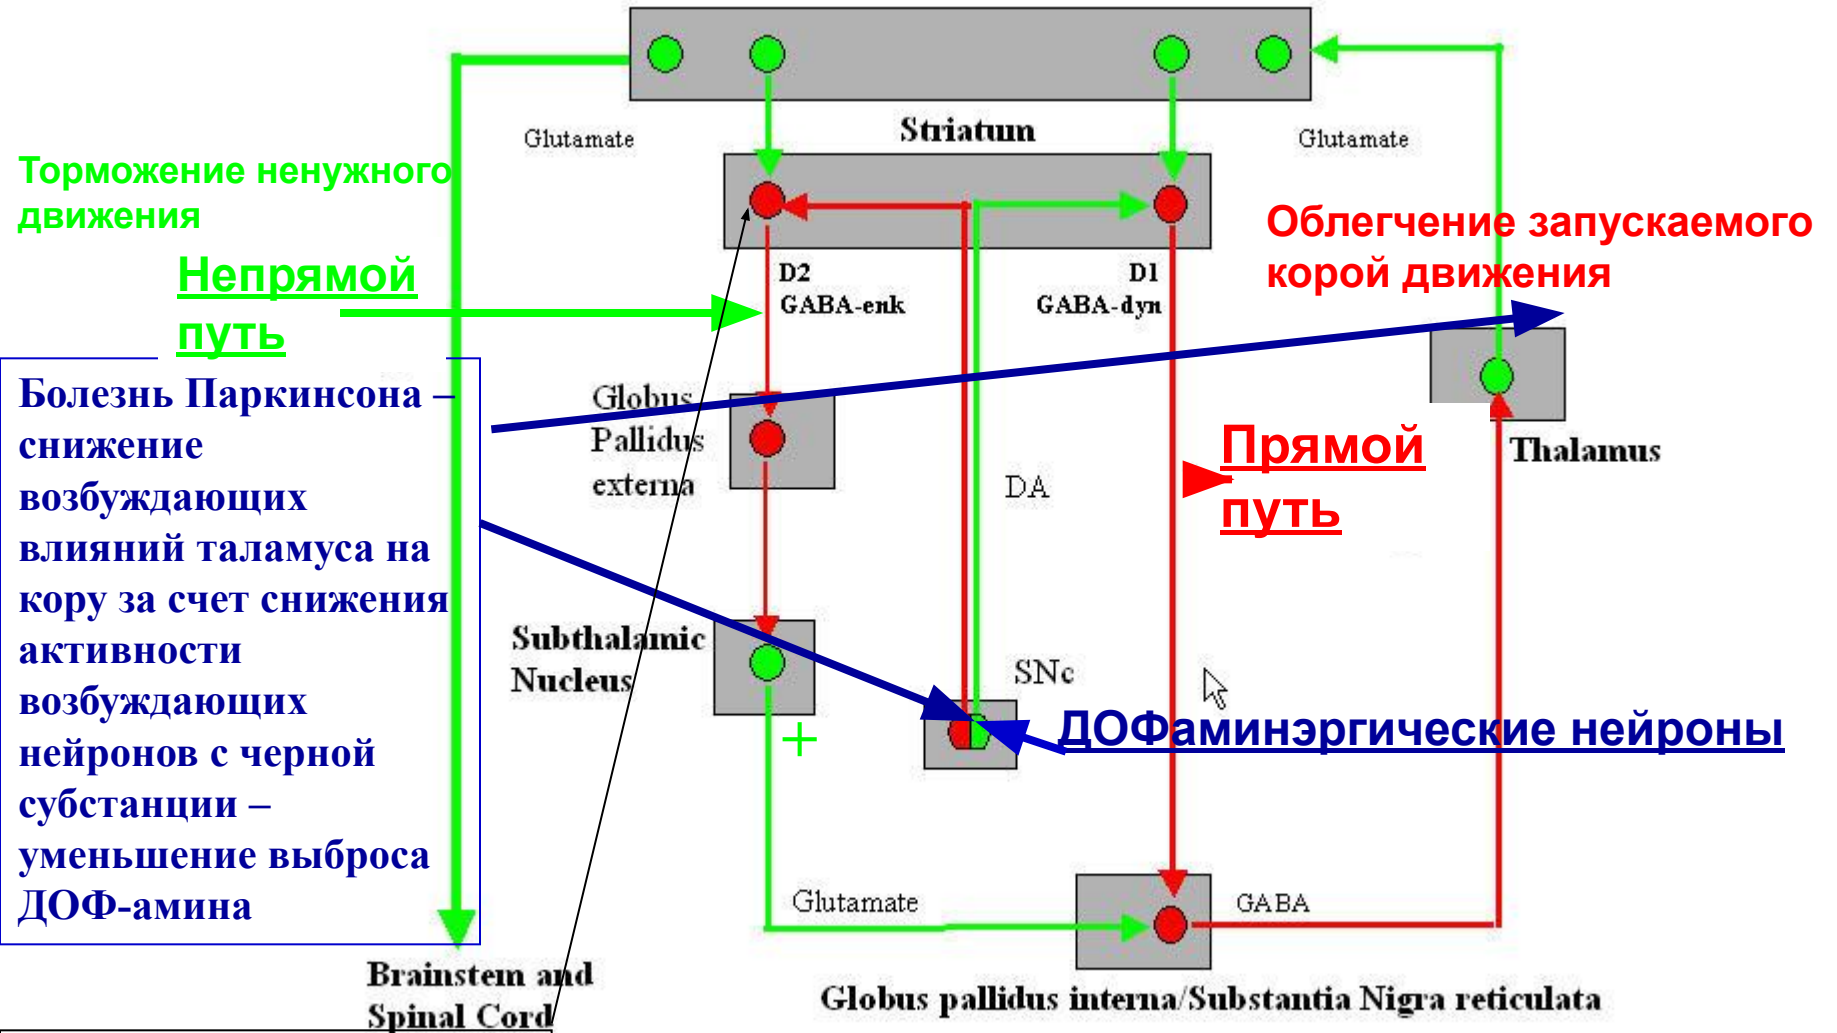 Glutamate
Striatum
Glutamate
Торможение ненужного
движения
Облегчение запускаемого
корой движения
Непрямой
путь
D2
GABA-enk
D1
GABA-dyn
Болезнь Паркинсона –
снижение
возбуждающих
влияний таламуса на
кору за счет снижения
активности
возбуждающих
нейронов с черной
субстанции –
уменьшение выброса
ДОФ-амина
Globus
Pallidus
externa
DA
Прямой
путь
Thalamus
Subthalamic
Nucleus
+
SNc
ДОФаминэргические нейроны
Glutamate
GABA
Brainstem and
Spinal Cord
Globus pallidus interna/Substantia Nigra reticulata